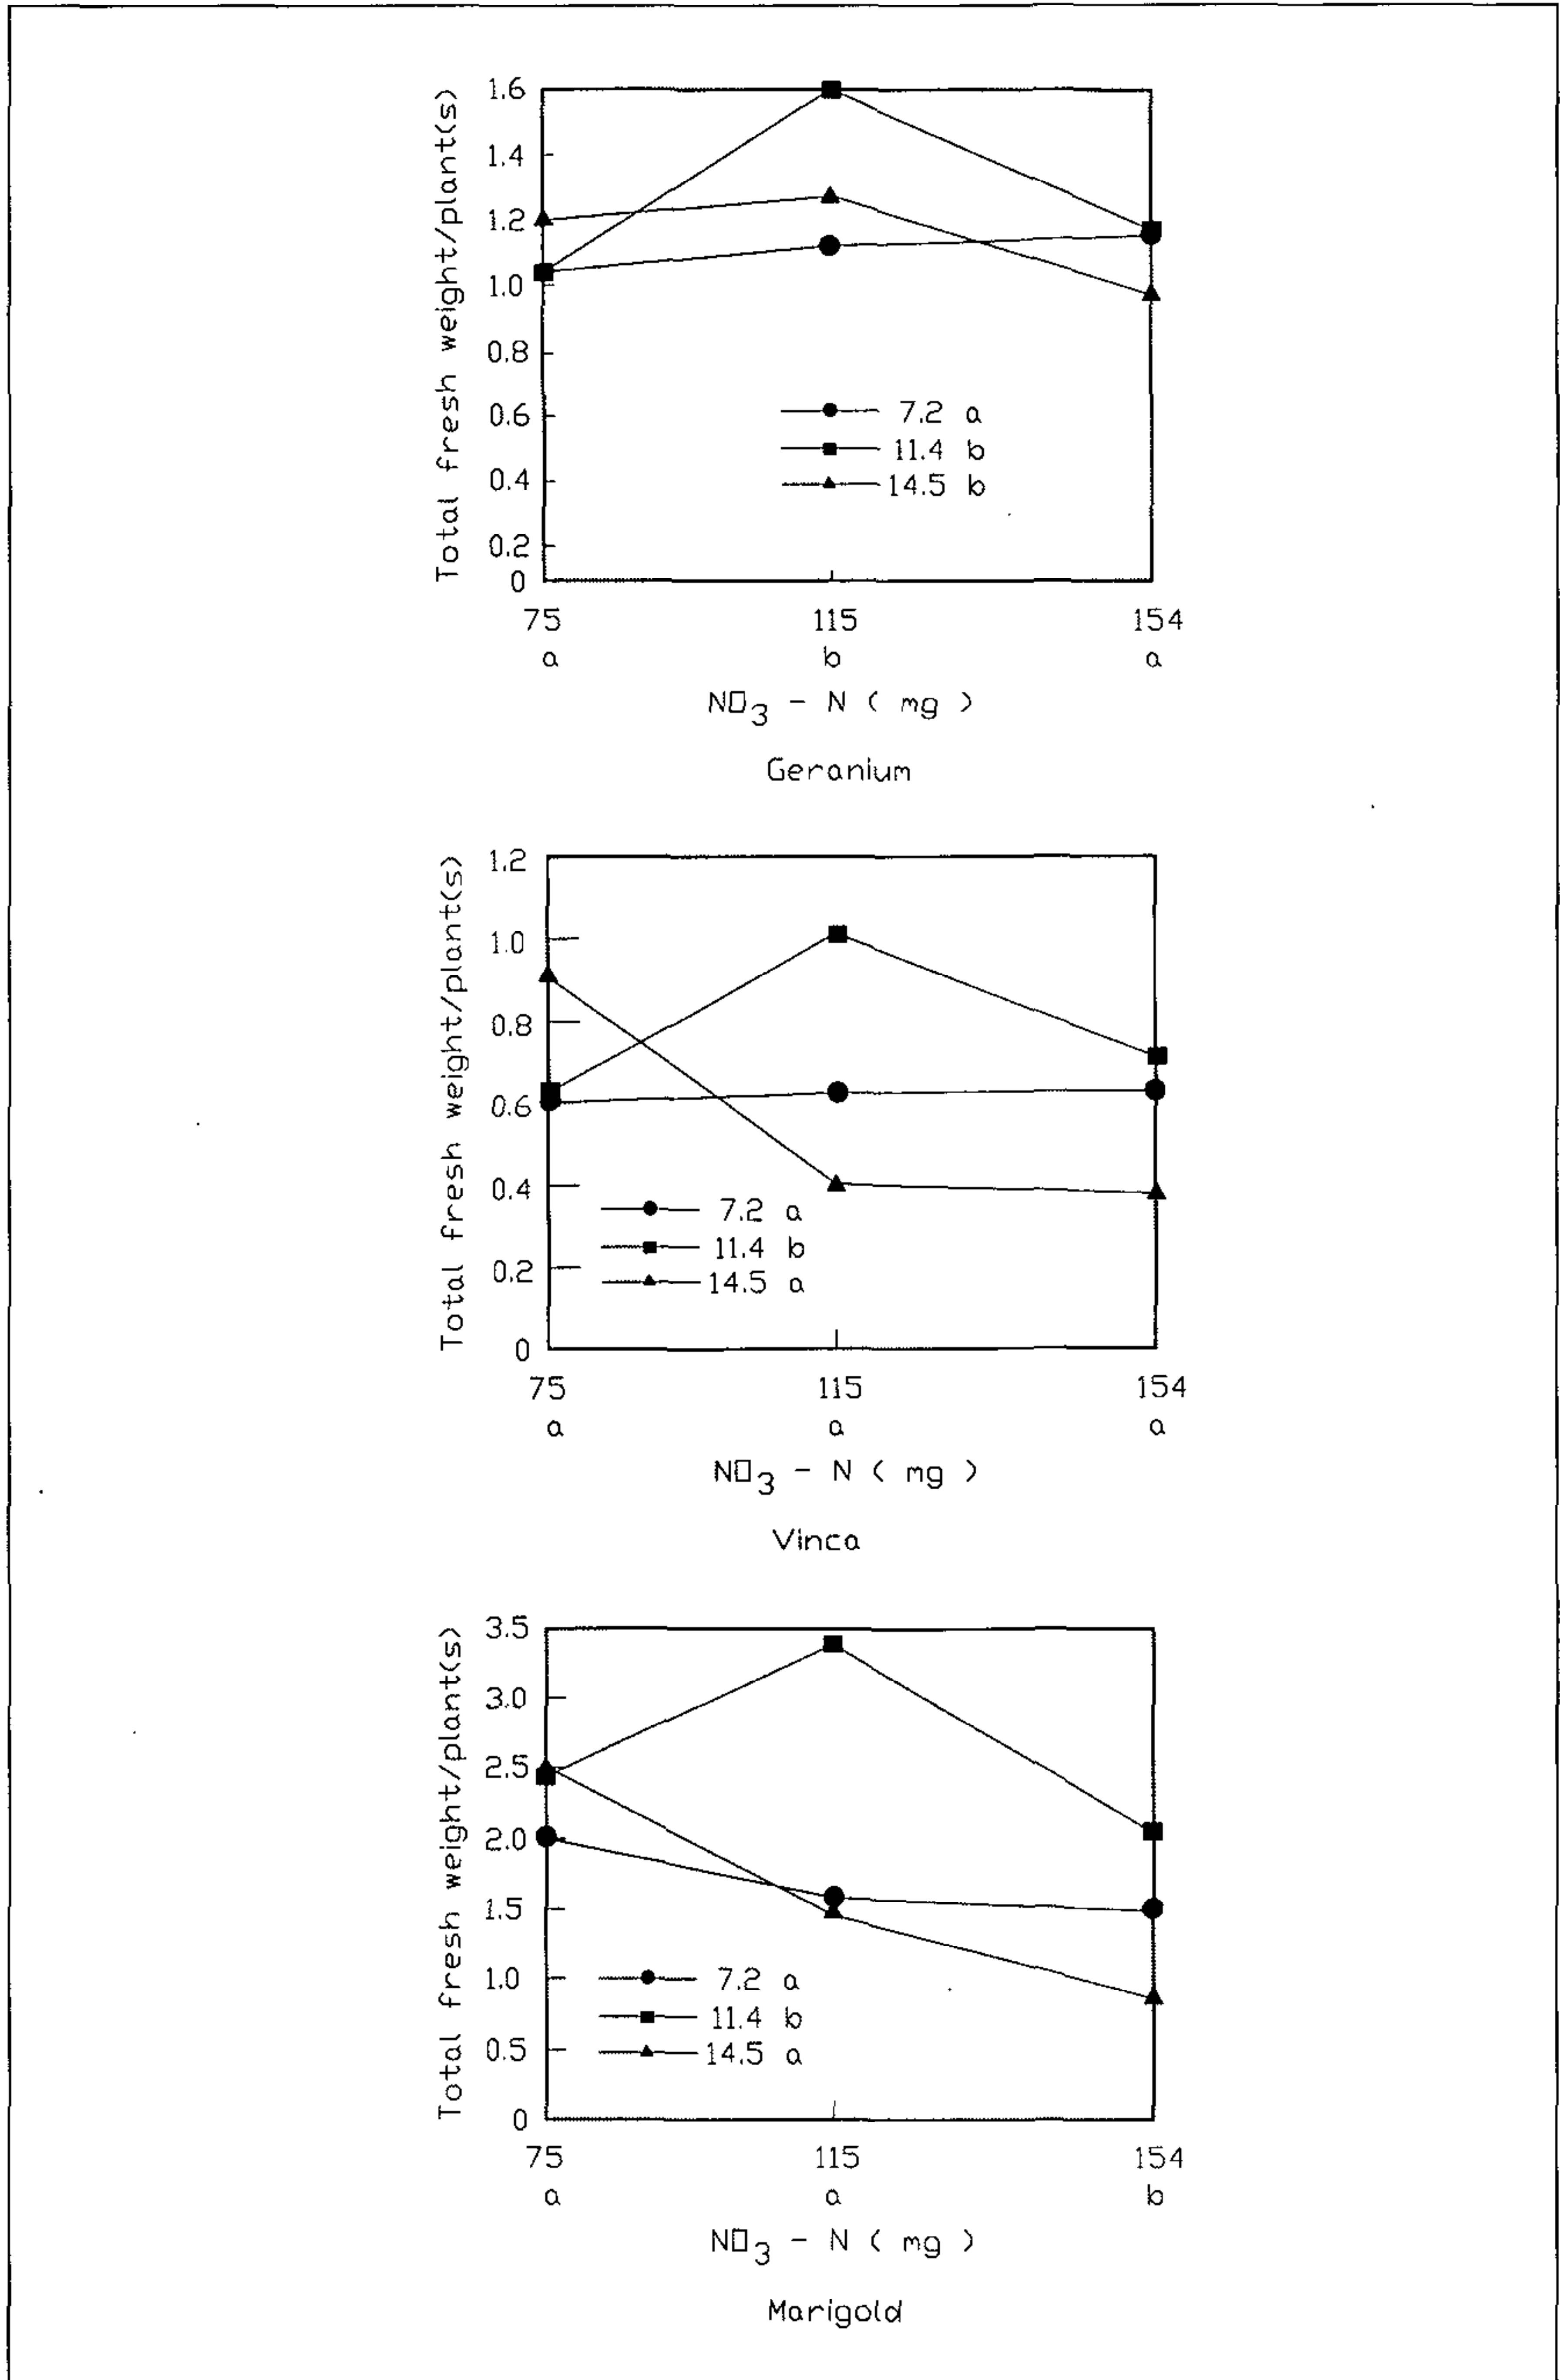 Total fresh weight/plant(s)
1.6
1.4
1.2
1.0
0.8
0.6
0.4
0.2
0
7.2 a
11.4 b
14.5 b
75 115 154
a b a
NO3 - N ( mg )
Geranium
Total fresh weight/plant(s)
1.2
1.0
0.8
0.6
0.4
0.2
0
7.2 a
11.4 b
14.5 a
75 115 154
a a a
NO3 - N ( mg )
Vinca
Total fresh weight/plant(s)
3.5
3.0
2.5
2.0
1.5
1.0
0.5
0
7.2 a
11.4 b
14.5 a
75 115 154
a a b
NO3 - N ( mg )
Marigold